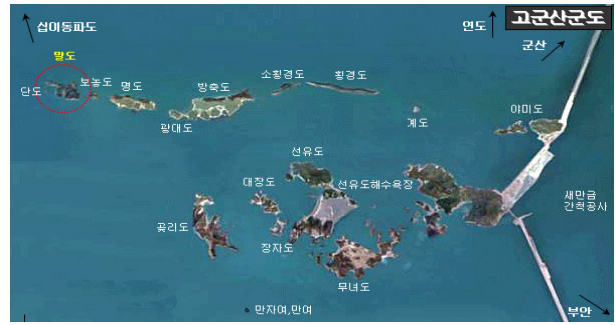 십이동파도
연도
고군산군도
군산
말도
단도
보농도
명도
방축도
광대도
소횡경도
횡경도
계도
야미도
선유도
대장도
선유도해수욕장
꽂리도
장자도
무녀도
새만금
간척공사
만자여,만여
부안